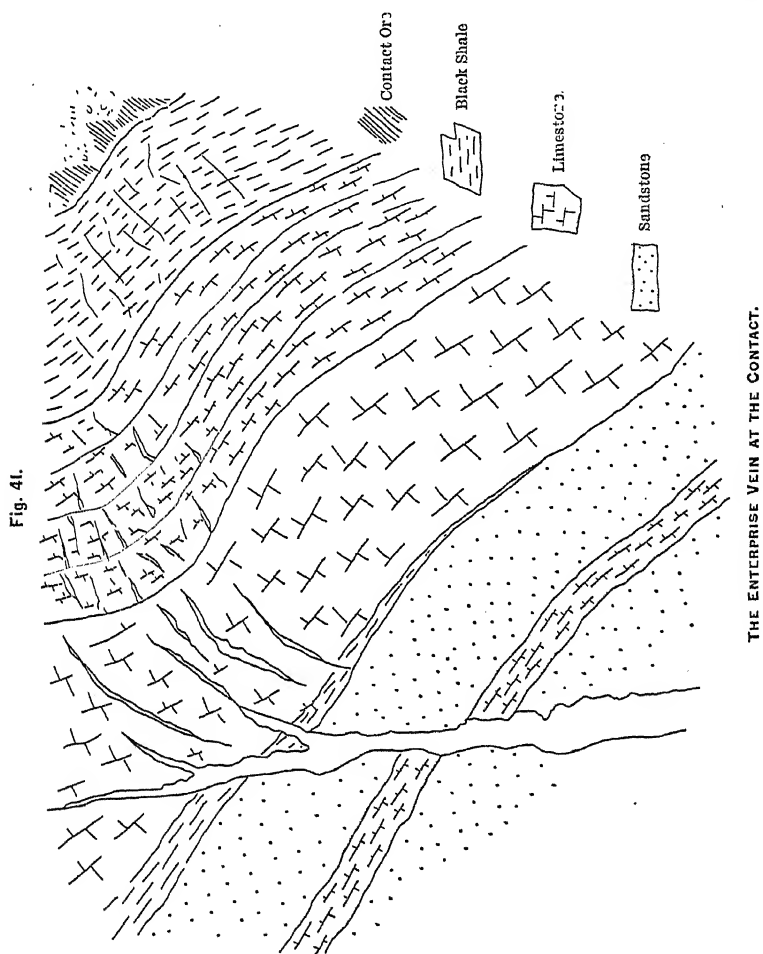 Fig. 41.
Contact Ore
Black Shale
Limestone.
Sandstone
THE ENTERPRISE VEIN AT THE CONTACT.